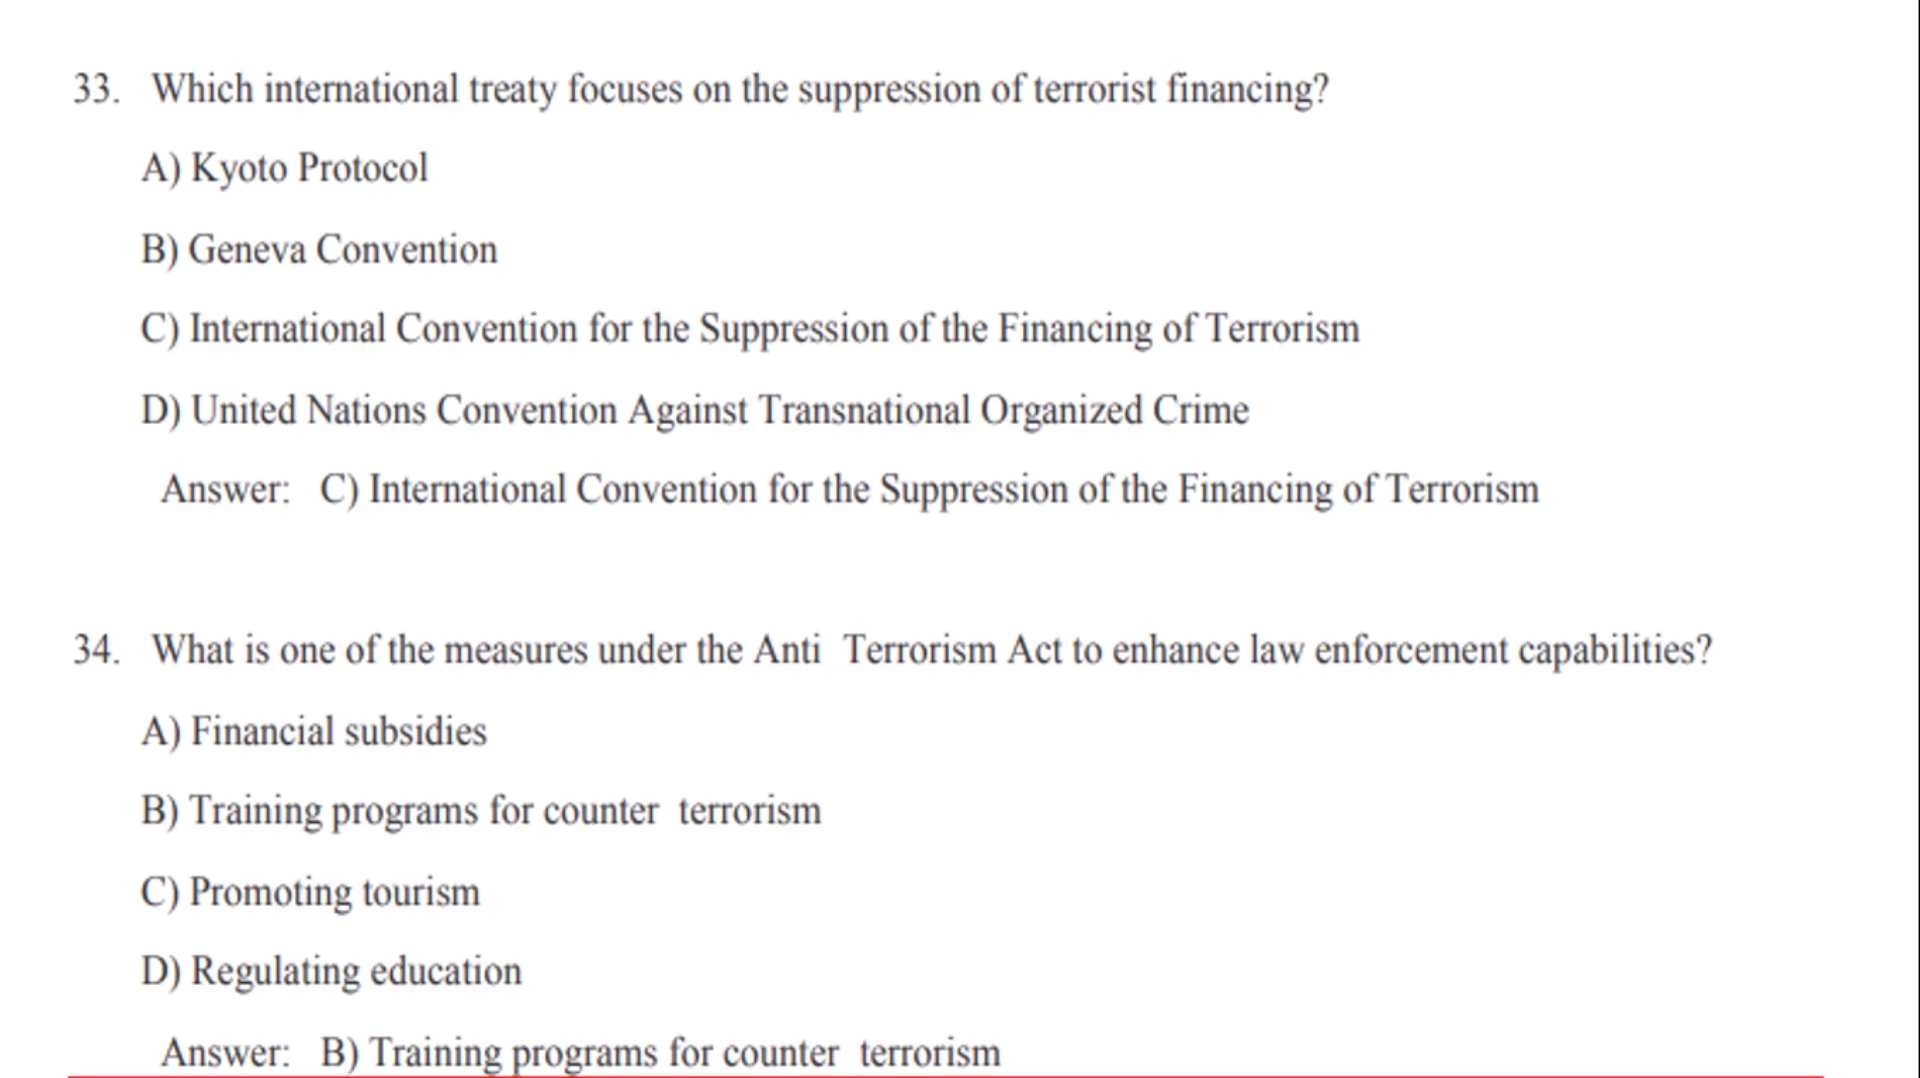 33. Which international treaty focuses on the suppression of terrorist financing?
A) Kyoto Protocol
B) Geneva Convention
C) International Convention for the Suppression of the Financing of Terrorism
D) United Nations Convention Against Transnational Organized Crime
Answer: C) International Convention for the Suppression of the Financing of Terrorism
34. What is one of the measures under the Anti Terrorism Act to enhance law enforcement capabilities?
A) Financial subsidies
B) Training programs for counter terrorism
C) Promoting tourism
D) Regulating education
Answer: B) Training programs for counter terrorism